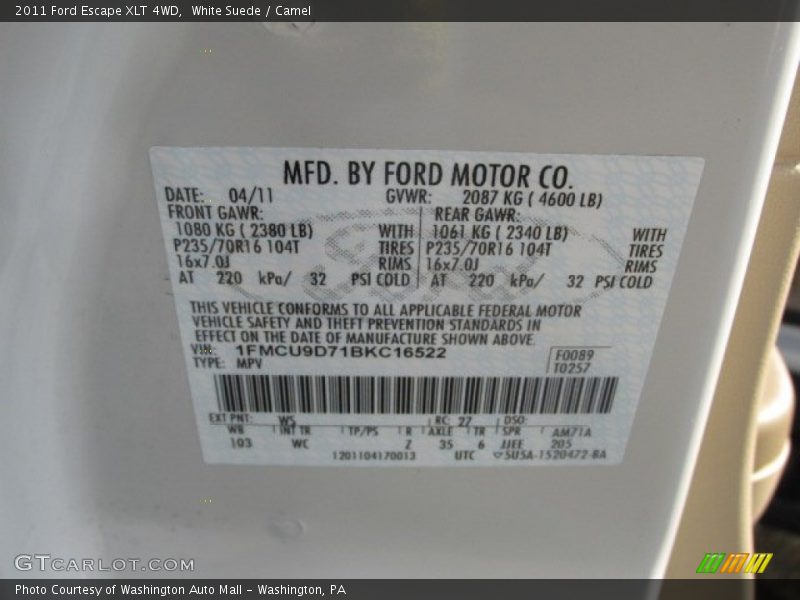 2011 Ford Escape XLT 4WD, White Suede / Camel
MFD. BY FORD MOTOR CO.
DATE: 04/11 GVWR: 2087 KG ( 4600 LB)
FRONT GAWR: REAR GAWR:
1080 KG ( 2380 LB) WITH 1061 KG ( 2340 LB) WITH
P235/70R16 104T TIRES P235/70R16 104T TIRES
16x7.0J RIMS 16x7.0J RIMS
AT 220 kPa/ 32 PSI COLD AT 220 kPa/ 32 PSI COLD
THIS VEHICLE CONFORMS TO ALL APPLICABLE FEDERAL MOTOR
VEHICLE SAFETY AND THEFT PREVENTION STANDARDS IN
EFFECT ON THE DATE OF MANUFACTURE SHOWN ABOVE.
VIN: 1FMCU9D71BKC16522 F0089
TYPE: MPV T0257
EXT PNT: WS RC: 27 DSO:
WB INT TR TP/PS R AXLE TR SPR AM71A
103 WC Z 35 6 JJEE 205
1201104170013 UTC 5U5A-1520472-BA
GTCARLOT.COM
Photo Courtesy of Washington Auto Mall - Washington, PA